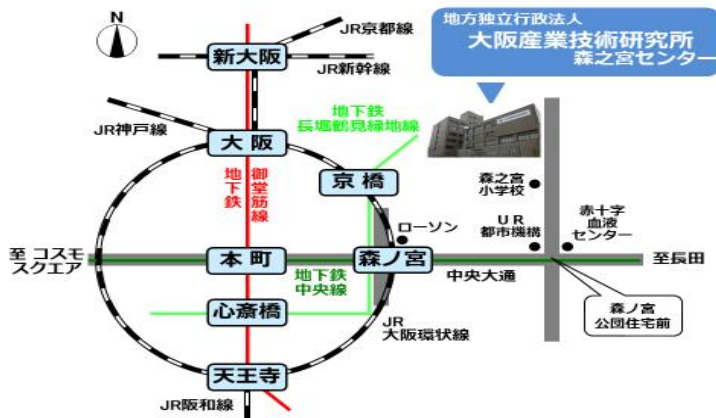 N
JR京都線
地方独立行政法人
大阪産業技術研究所
森之宮センター
新大阪
JR新幹線
地下鉄
長堀鶴見緑地線
JR神戸線
大阪
地下鉄
御堂筋線
京橋
森之宮
小学校
ローソン
UR
都市機構
赤十字
血液
センター
至 コスモ
スクエア
本町
地下鉄
中央線
森ノ宮
中央大通
至長田
心斎橋
JR
大阪環状線
森ノ宮
公団住宅前
天王寺
JR阪和線